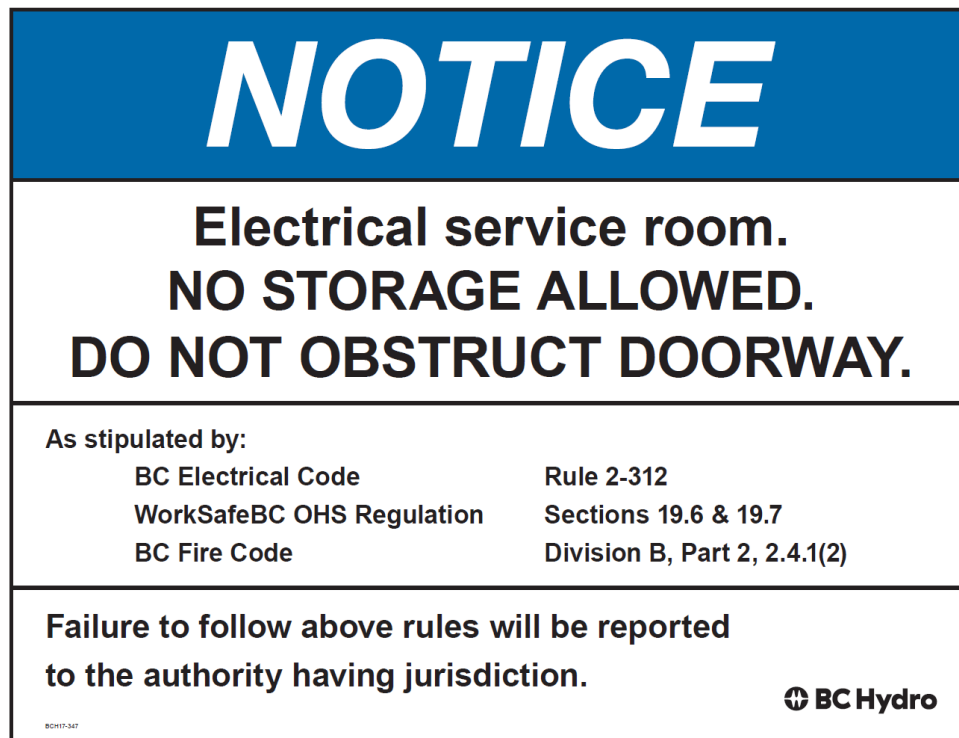 NOTICE
Electrical service room.
NO STORAGE ALLOWED.
DO NOT OBSTRUCT DOORWAY.
As stipulated by:
BC Electrical Code Rule 2-312
WorkSafeBC OHS Regulation Sections 19.6 & 19.7
BC Fire Code Division B, Part 2, 2.4.1(2)
Failure to follow above rules will be reported
to the authority having jurisdiction.
BC Hydro
BCH17-347